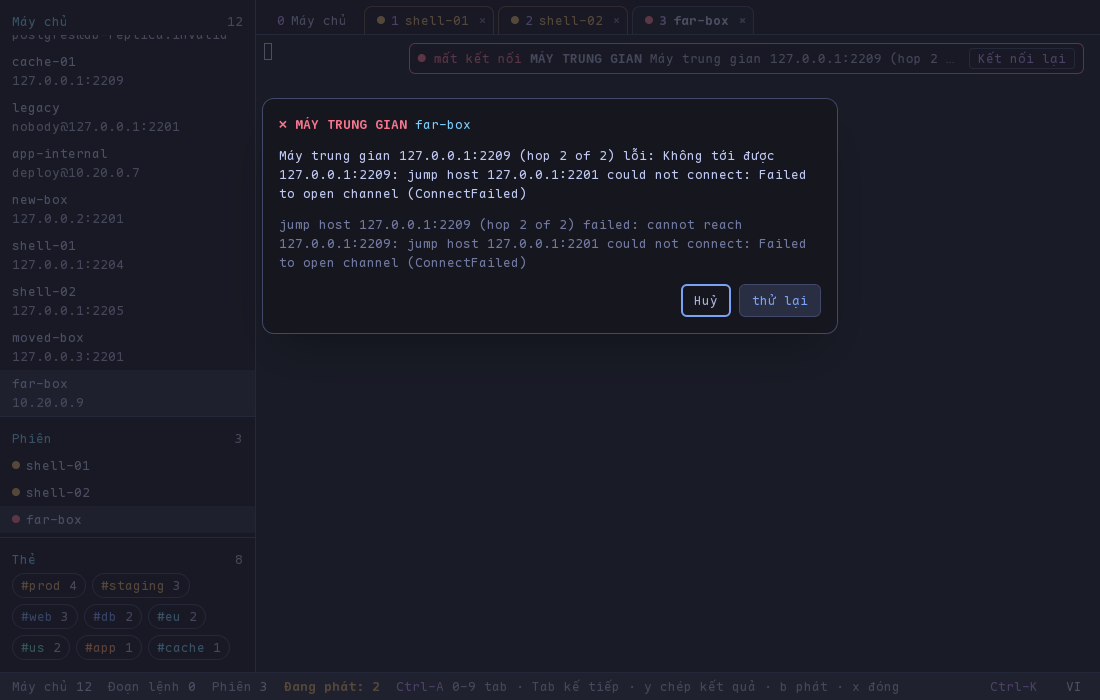 Máy chủ 12
cache-01
127.0.0.1:2209
legacy
nobody@127.0.0.1:2201
app-internal
deploy@10.20.0.7
new-box
127.0.0.2:2201
shell-01
127.0.0.1:2204
shell-02
127.0.0.1:2205
moved-box
127.0.0.3:2201
far-box
10.20.0.9
Phiên 3
shell-01
shell-02
far-box
Thẻ 8
#prod 4 #staging 3
#web 3 #db 2 #eu 2
#us 2 #app 1 #cache 1
0 Máy chủ 1 shell-01 × 2 shell-02 × 3 far-box ×
mất kết nối MÁY TRUNG GIAN Máy trung gian 127.0.0.1:2209 (hop 2 … Kết nối lại
× MÁY TRUNG GIAN far-box
Máy trung gian 127.0.0.1:2209 (hop 2 of 2) lỗi: Không tới được
127.0.0.1:2209: jump host 127.0.0.1:2201 could not connect: Failed
to open channel (ConnectFailed)
jump host 127.0.0.1:2209 (hop 2 of 2) failed: cannot reach
127.0.0.1:2209: jump host 127.0.0.1:2201 could not connect: Failed
to open channel (ConnectFailed)
Huỷ thử lại
Máy chủ 12 Đoạn lệnh 0 Phiên 3 Đang phát: 2 Ctrl-A 0-9 tab · Tab kế tiếp · y chép kết quả · b phát · x đóng Ctrl-K VI